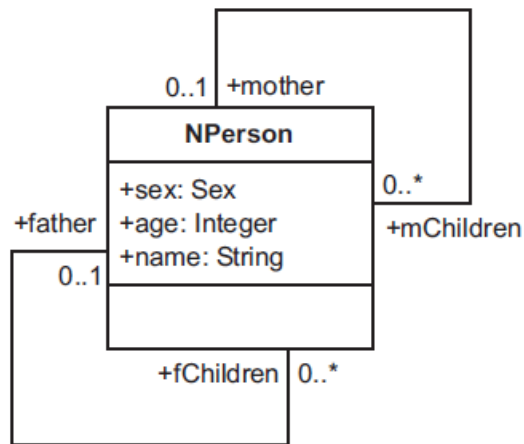 0..1 +mother
NPerson
+sex: Sex
0..*
+father
+age: Integer
+mChildren
+name: String
0..1
+fChildren 0..*